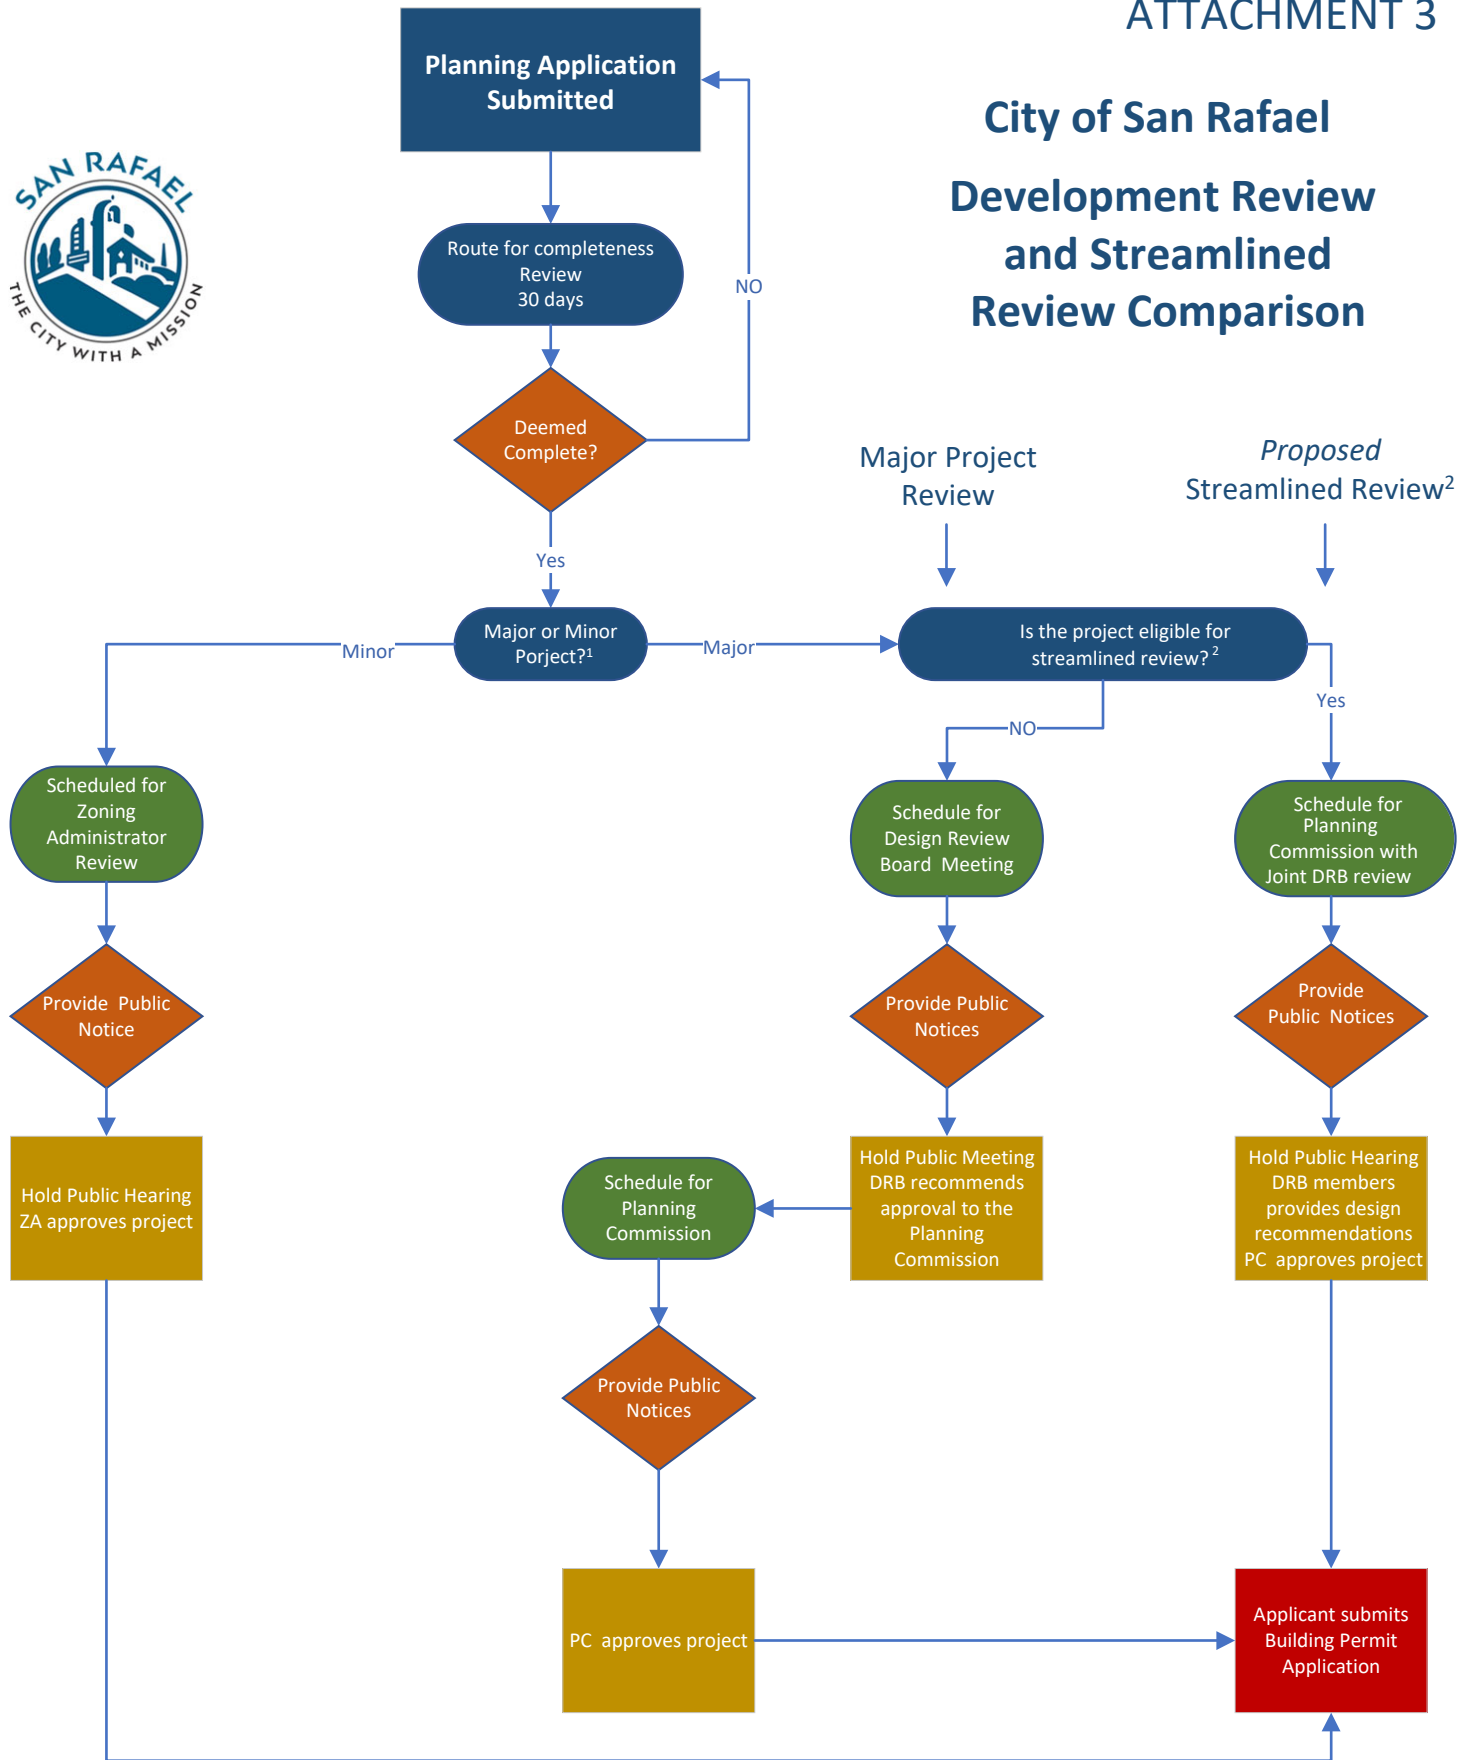 ATTACHMENT 3
City of San Rafael
Development Review
and Streamlined
Review Comparison
SAN RAFAEL
THE CITY WITH A MISSION
Planning Application
Submitted
Route for completeness
Review
30 days
NO
Deemed
Complete?
Yes
Major Project
Review
Proposed
Streamlined Review2
Minor
Major or Minor
Porject?1
Major
Is the project eligible for
streamlined review? 2
NO
Yes
Scheduled for
Zoning
Administrator
Review
Schedule for
Design Review
Board Meeting
Schedule for
Planning
Commission with
Joint DRB review
Provide Public
Notice
Provide Public
Notices
Provide
Public Notices
Hold Public Hearing
ZA approves project
Schedule for
Planning
Commission
Hold Public Meeting
DRB recommends
approval to the
Planning
Commission
Hold Public Hearing
DRB members
provides design
recommendations
PC approves project
Provide Public
Notices
PC approves project
Applicant submits
Building Permit
Application